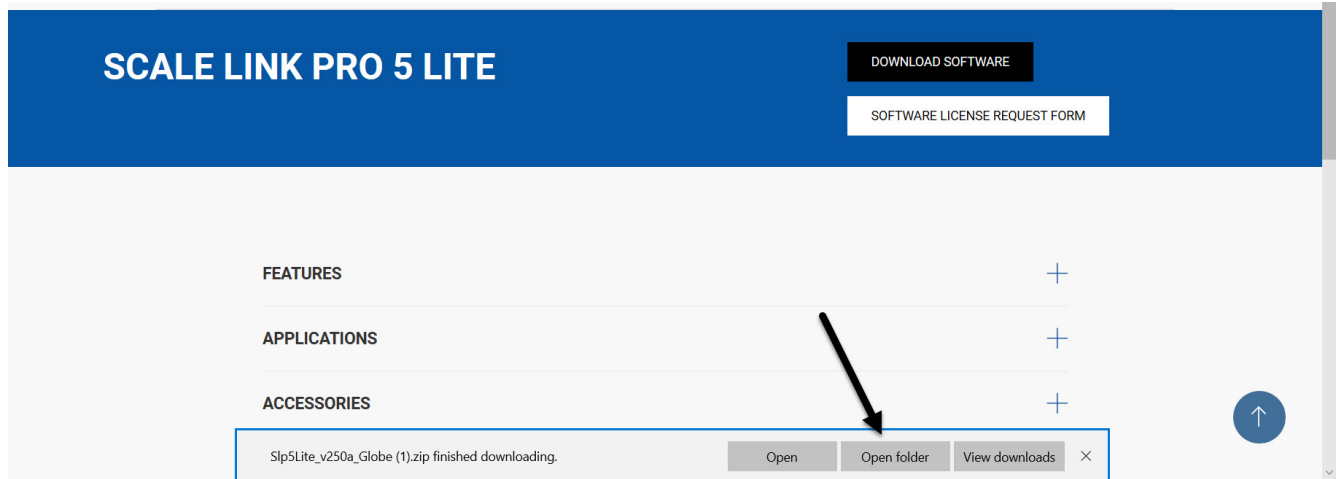 SCALE LINK PRO 5 LITE
DOWNLOAD SOFTWARE
SOFTWARE LICENSE REQUEST FORM
FEATURES
APPLICATIONS
ACCESSORIES
Slp5Lite_v250a_Globe (1).zip finished downloading.
Open
Open folder
View downloads